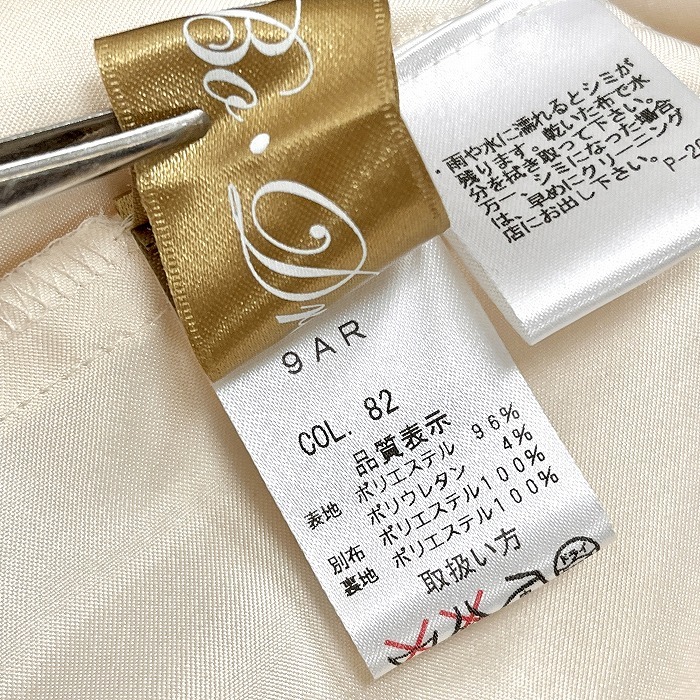 Co・D
9AR
COL. 82
品質表示
表地 ポリエステル 96%
ポリウレタン 4%
別布 ポリエステル100%
裏地 ポリエステル100%
取扱い方
ドライ
・雨や水に濡れるとシミが
残ります。乾いた布で水
分を拭き取って下さい。
万一、シミになった場合
は、早めにクリーニング
店にお出し下さい。
P-2